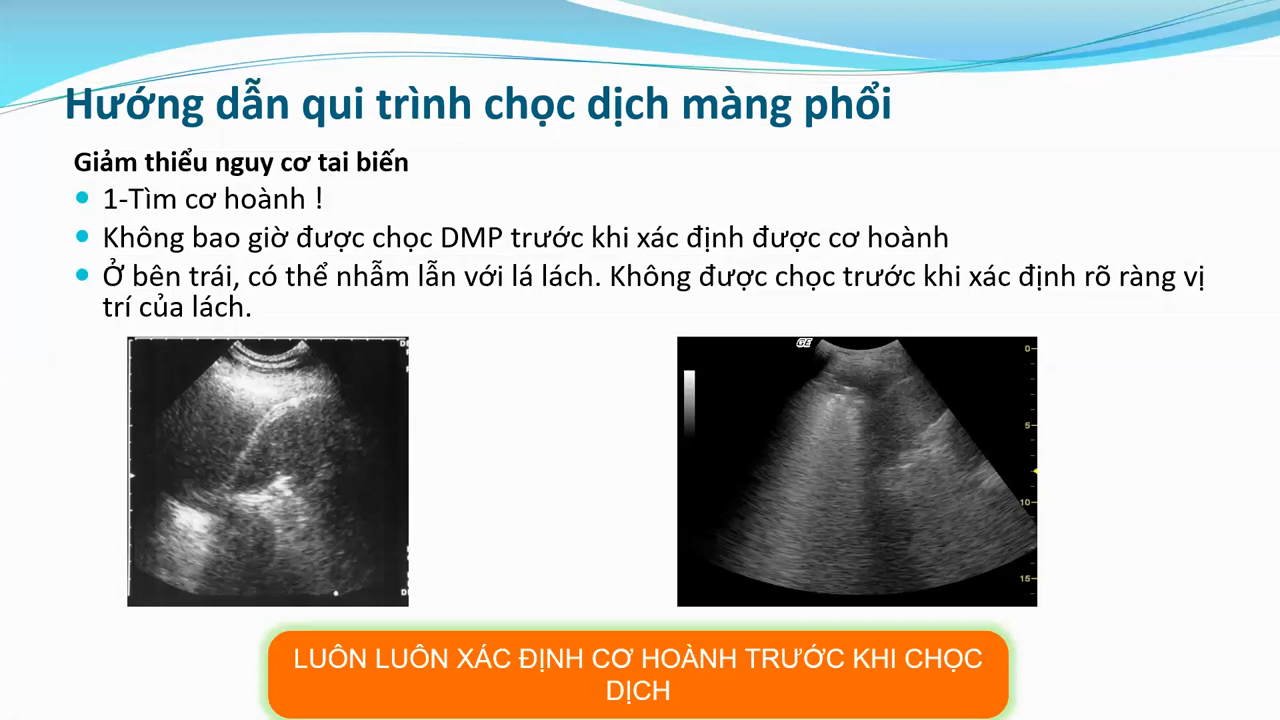 Hướng dẫn qui trình chọc dịch màng phổi
Giảm thiểu nguy cơ tai biến
1-Tìm cơ hoành !
Không bao giờ được chọc DMP trước khi xác định được cơ hoành
Ở bên trái, có thể nhẫm lẫn với lá lách. Không được chọc trước khi xác định rõ ràng vị
trí của lách.
GE
0
5
10
15
LUÔN LUÔN XÁC ĐỊNH CƠ HOÀNH TRƯỚC KHI CHỌC
DỊCH